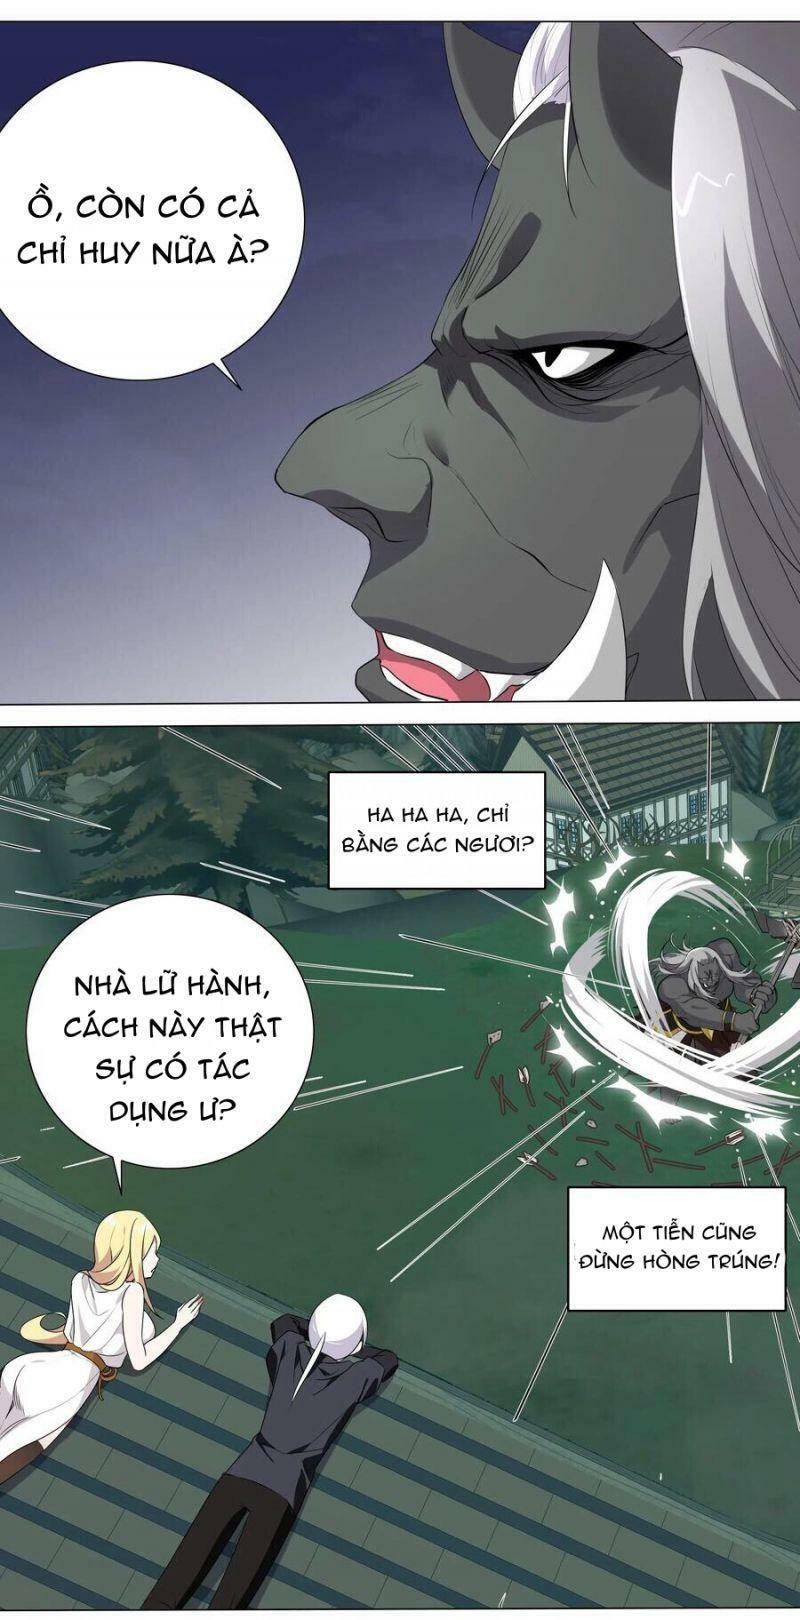 Ồ, CÒN CÓ CẢ
CHỈ HUY NỮA À?
HA HA HA, CHỈ
BẰNG CÁC NGƯƠI?
NHÀ LỮ HÀNH,
CÁCH NÀY THẬT
SỰ CÓ TÁC
DỤNG Ư?
MỘT TIỄN CŨNG
ĐỪNG HÒNG TRÚNG!